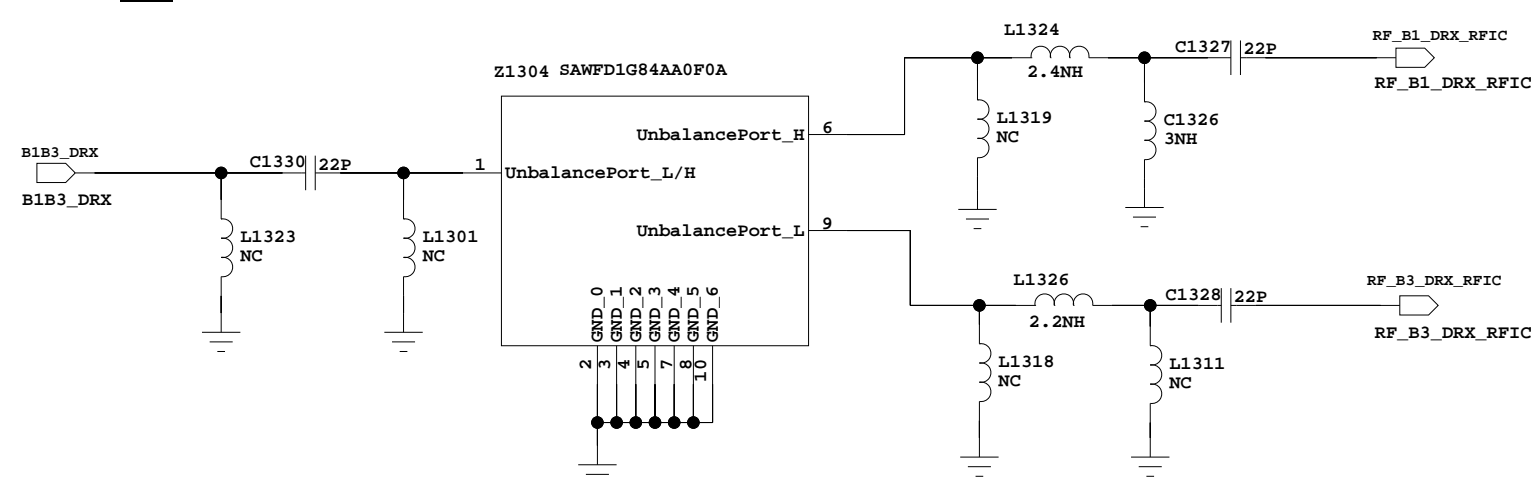 L1324
C1327
22P
RF_B1_DRX_RFIC
2.4NH
RF_B1_DRX_RFIC
Z1304 SAWFD1G84AA0F0A
L1319
NC
C1326
3NH
UnbalancePort_H
6
B1B3_DRX
C1330
22P
1
UnbalancePort_L/H
B1B3_DRX
L1323
NC
L1301
NC
UnbalancePort_L
9
L1326
C1328
22P
RF_B3_DRX_RFIC
2.2NH
RF_B3_DRX_RFIC
GND_0
GND_1
GND_2
GND_3
GND_4
GND_5
GND_6
2
3
4
5
7
8
10
L1318
NC
L1311
NC